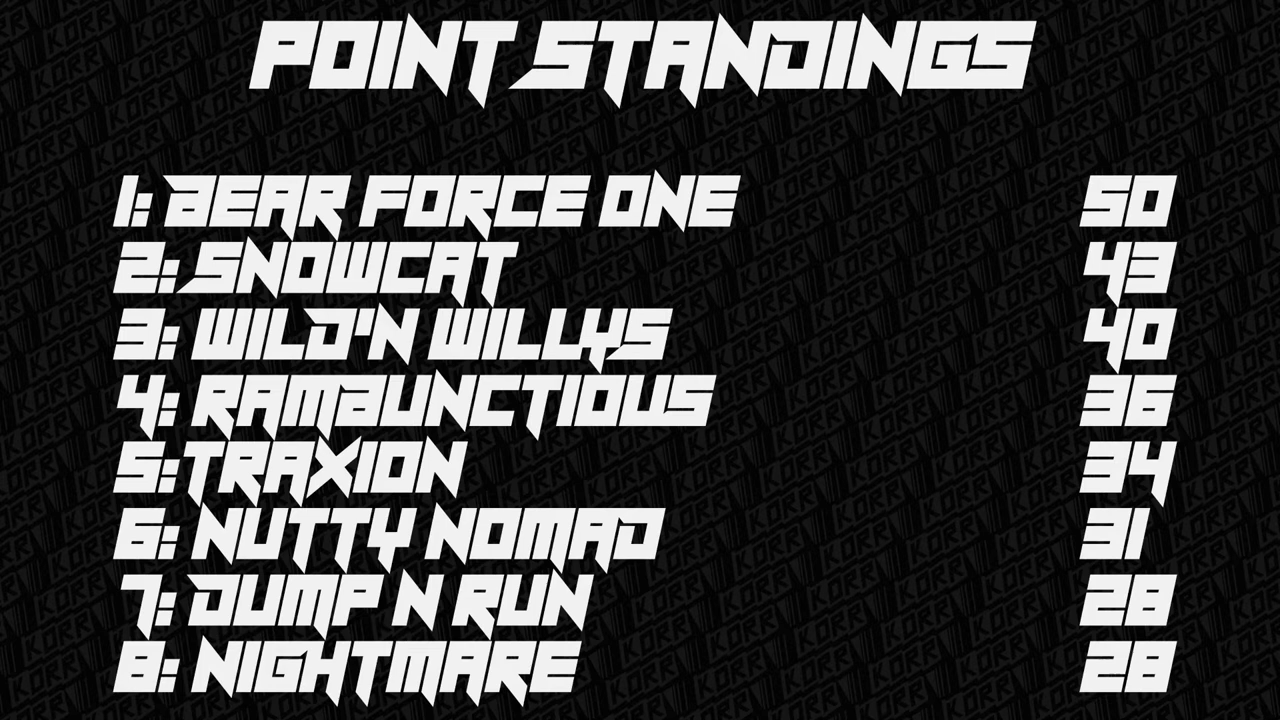 POINT STANDINGS
1: BEAR FORCE ONE 50
2: SNOWCAT 43
3: WILD'N WILLYS 40
4: RAMBUNCTIOUS 36
5: TRAXION 34
6: NUTTY NOMAD 31
7: DUMP N RUN 28
8: NIGHTMARE 28